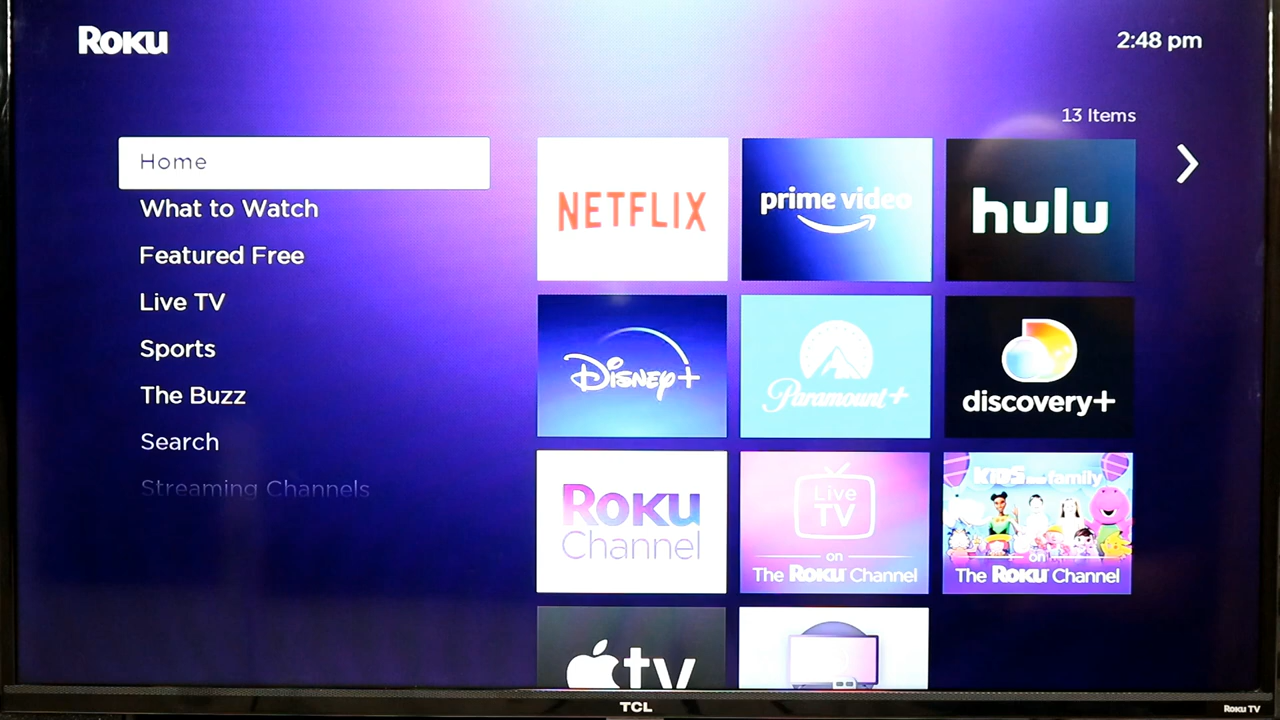 Roku
2:48 pm
13 Items
Home
What to Watch
Featured Free
Live TV
Sports
The Buzz
Search
Streaming Channels
NETFLIX
prime video
hulu
Disney+
Paramount+
discovery+
Roku
Channel
Live
TV
on
The Roku Channel
KIDS and family
on
The Roku Channel
tv
TCL
Roku TV